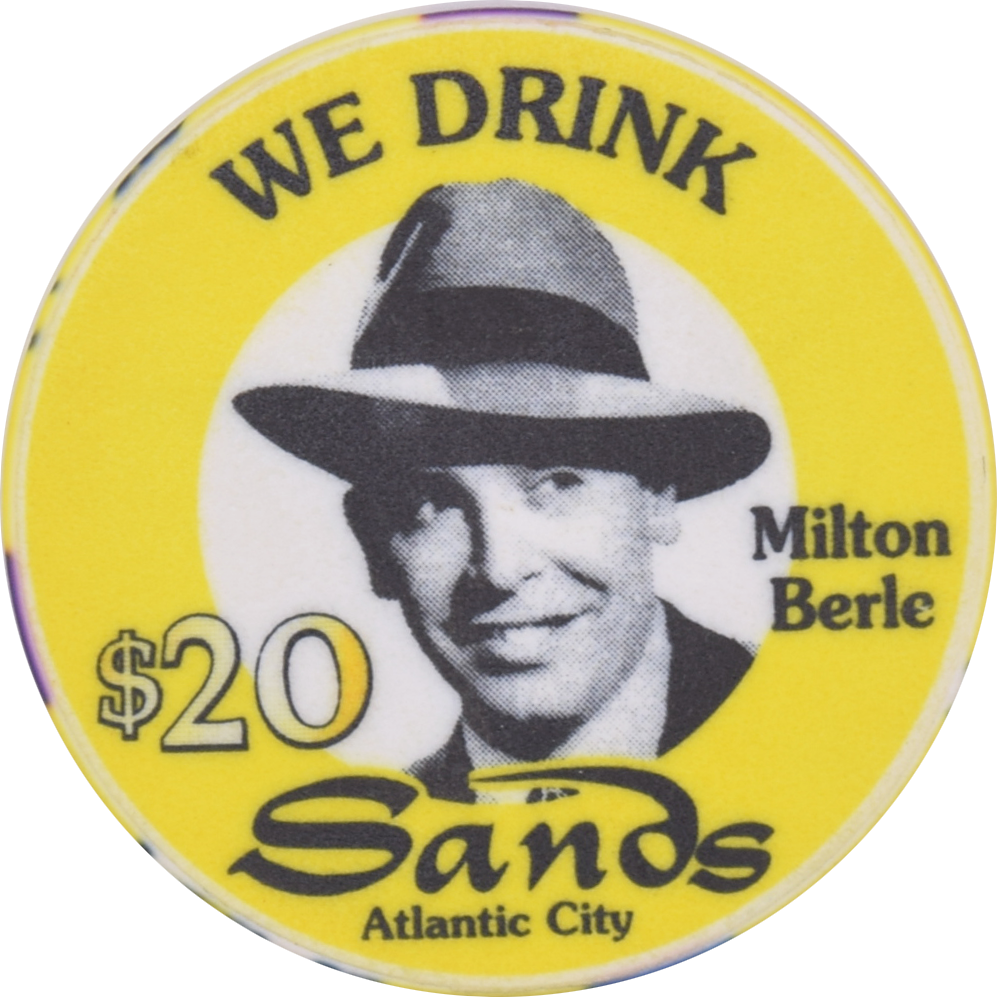 WE DRINK
Milton
Berle
$20
Sands
Atlantic City